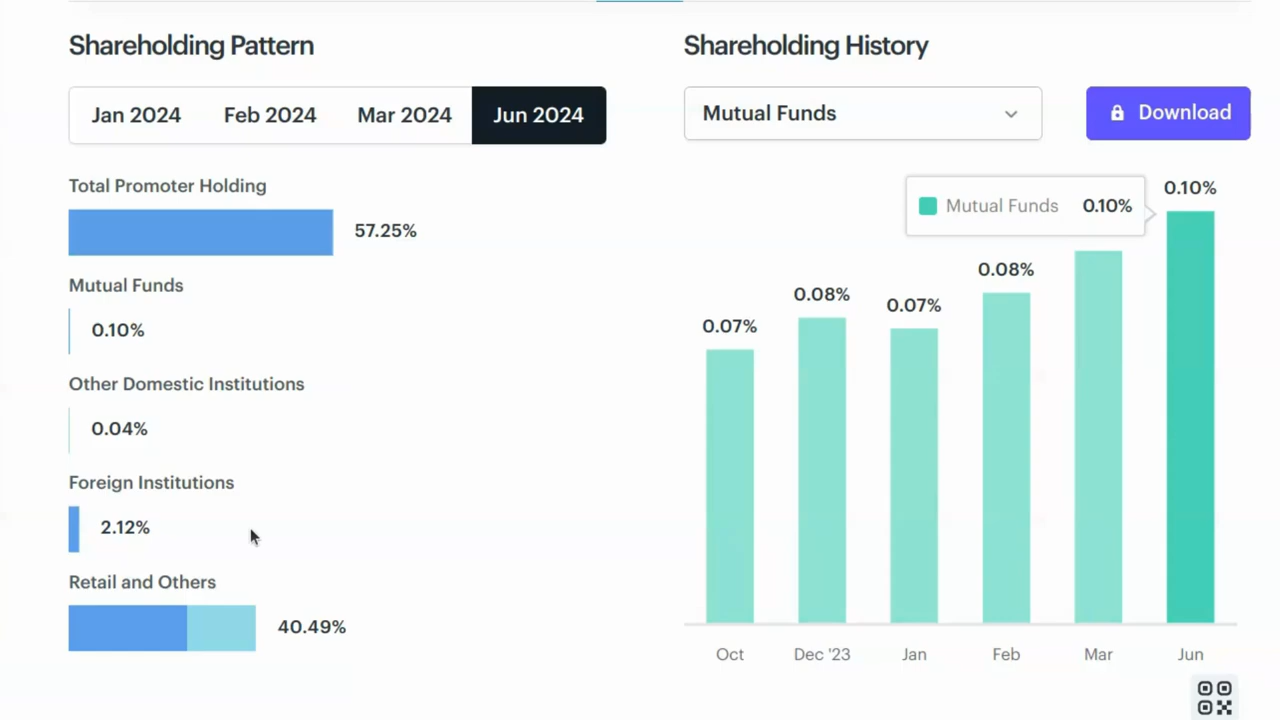 Shareholding Pattern
Jan 2024 Feb 2024 Mar 2024 Jun 2024
Total Promoter Holding
57.25%
Mutual Funds
0.10%
Other Domestic Institutions
0.04%
Foreign Institutions
2.12%
Retail and Others
40.49%
Shareholding History
Mutual Funds
Download
Mutual Funds 0.10%
0.10%
0.08%
0.08%
0.07%
0.07%
Oct Dec '23 Jan Feb Mar Jun